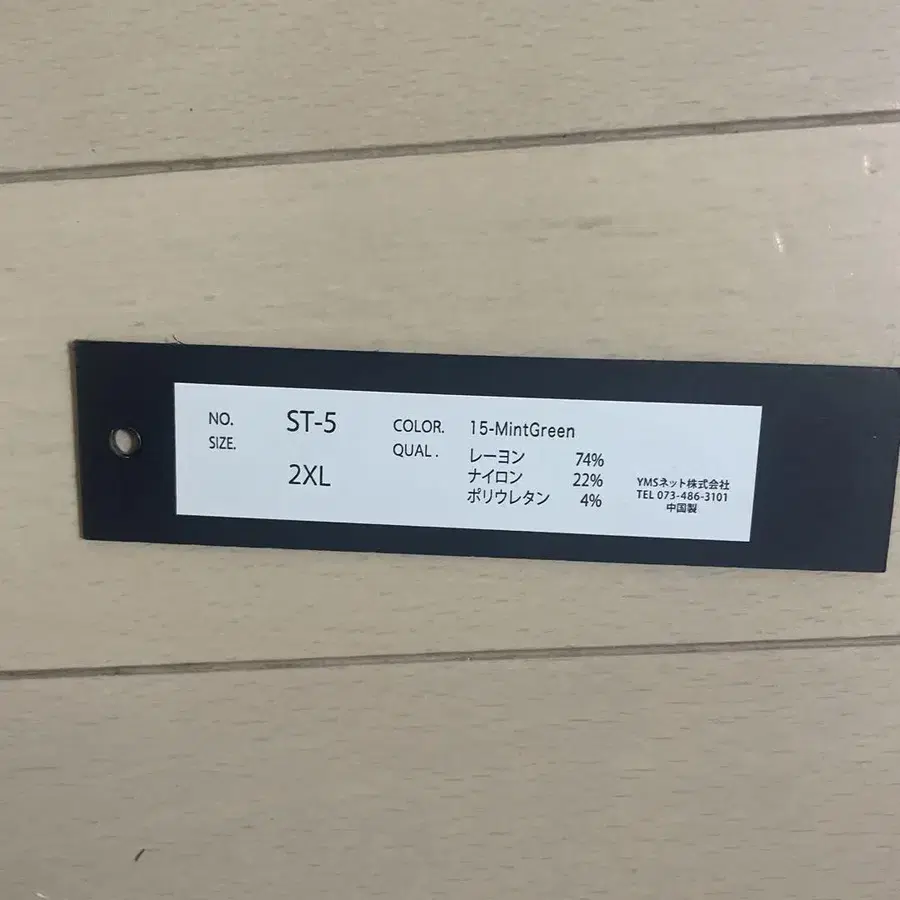 NO. ST-5
SIZE. 2XL
COLOR. 15-MintGreen
QUAL. レーヨン 74%
ナイロン 22%
ポリウレタン 4%
YMSネット株式会社
TEL 073-486-3101
中国製